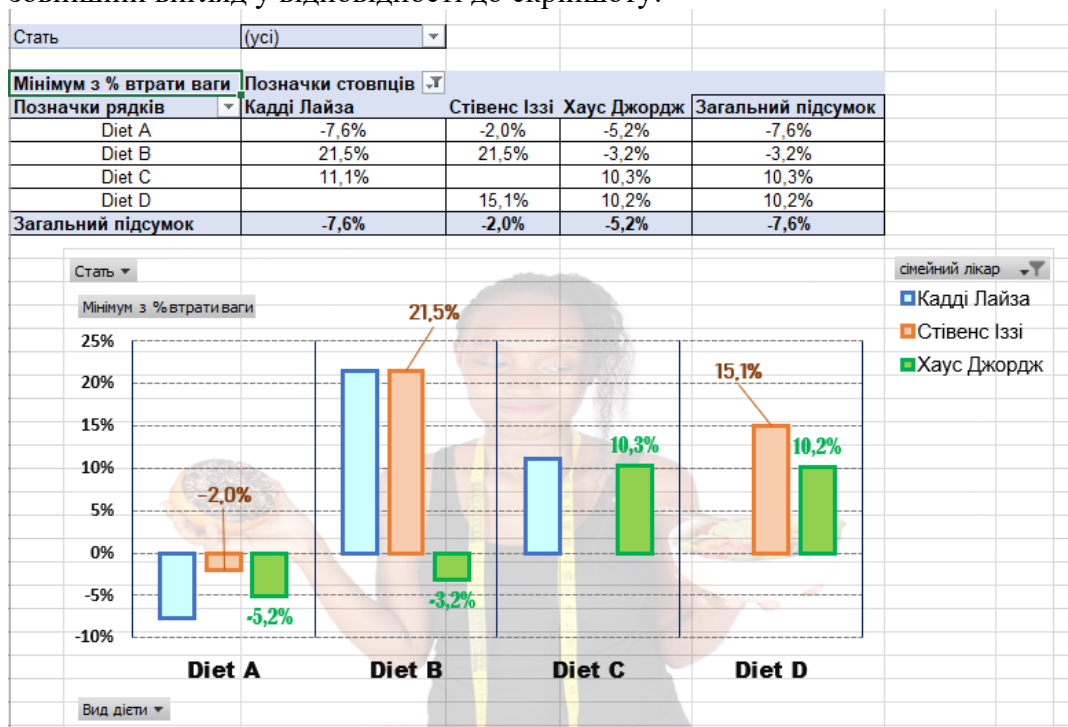 зовнішній вигляд у відповідності до скріншоту.
Стать (усі)
Мінімум з % втрати ваги Позначки стовпців
Позначки рядків Кадді Лайза Стівенс Іззі Хаус Джордж Загальний підсумок
Diet A -7,6% -2,0% -5,2% -7,6%
Diet B 21,5% 21,5% -3,2% -3,2%
Diet C 11,1% 10,3% 10,3%
Diet D 15,1% 10,2% 10,2%
Загальний підсумок -7,6% -2,0% -5,2% -7,6%
Стать
сімейний лікар
Мінімум з % втрати ваги
Кадді Лайза
Стівенс Іззі
Хаус Джордж
21,5%
25%
20%
15,1%
15%
10,3%
10,2%
10%
-2,0%
5%
0%
-5%
-3,2%
-5,2%
-10%
Diet A Diet B Diet C Diet D
Вид дієти